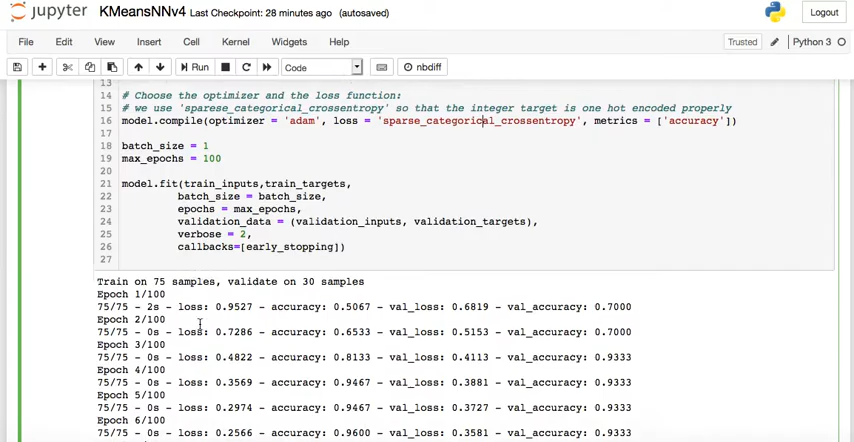 jupyter KMeansNNv4 Last Checkpoint: 28 minutes ago (autosaved) Logout
File Edit View Insert Cell Kernel Widgets Help Trusted Python 3
Run Code nbdiff
13
14 # Choose the optimizer and the loss function:
15 # we use 'sparese_categorical_crossentropy' so that the integer target is one hot encoded properly
16 model.compile(optimizer = 'adam', loss = 'sparse_categorical_crossentropy', metrics = ['accuracy'])
17
18 batch_size = 1
19 max_epochs = 100
20
21 model.fit(train_inputs,train_targets,
22 batch_size = batch_size,
23 epochs = max_epochs,
24 validation_data = (validation_inputs, validation_targets),
25 verbose = 2,
26 callbacks=[early_stopping])
27
Train on 75 samples, validate on 30 samples
Epoch 1/100
75/75 - 2s - loss: 0.9527 - accuracy: 0.5067 - val_loss: 0.6819 - val_accuracy: 0.7000
Epoch 2/100
75/75 - 0s - loss: 0.7286 - accuracy: 0.6533 - val_loss: 0.5153 - val_accuracy: 0.7000
Epoch 3/100
75/75 - 0s - loss: 0.4822 - accuracy: 0.8133 - val_loss: 0.4113 - val_accuracy: 0.9333
Epoch 4/100
75/75 - 0s - loss: 0.3569 - accuracy: 0.9467 - val_loss: 0.3881 - val_accuracy: 0.9333
Epoch 5/100
75/75 - 0s - loss: 0.2974 - accuracy: 0.9467 - val_loss: 0.3727 - val_accuracy: 0.9333
Epoch 6/100
75/75 - 0s - loss: 0.2566 - accuracy: 0.9600 - val_loss: 0.3581 - val_accuracy: 0.9333